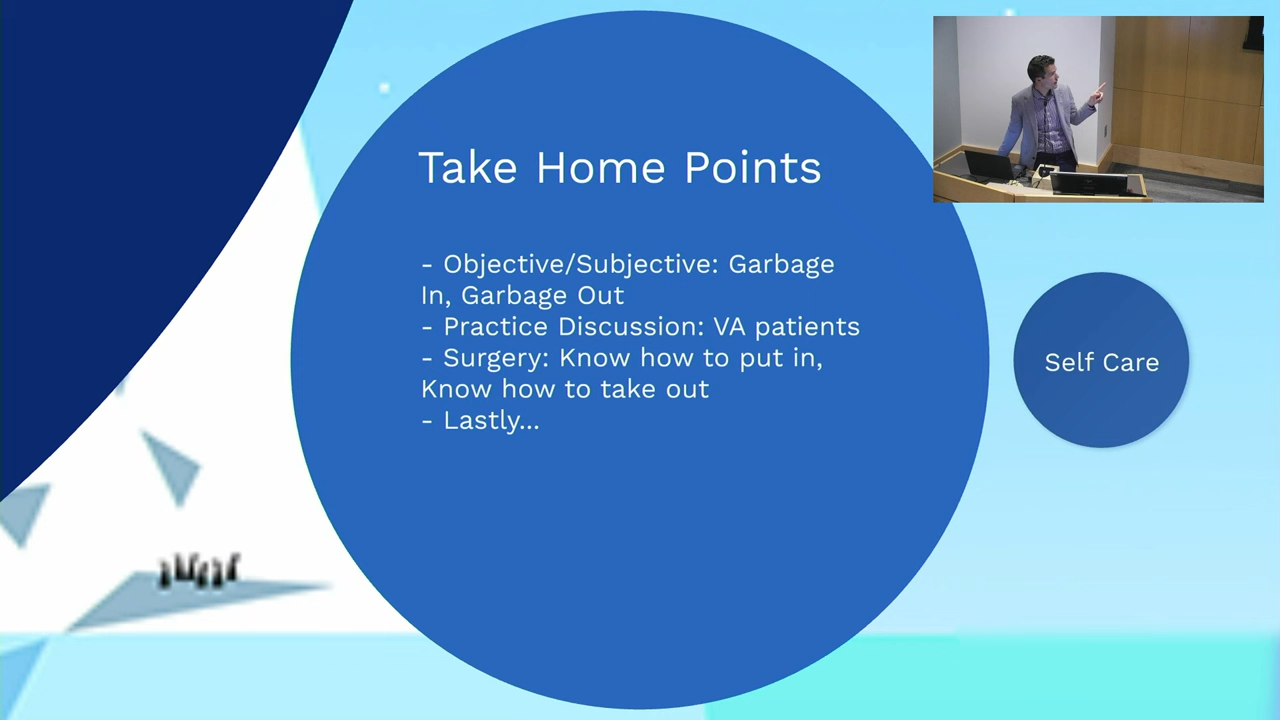 Take Home Points
- Objective/Subjective: Garbage
In, Garbage Out
- Practice Discussion: VA patients
- Surgery: Know how to put in,
Know how to take out
- Lastly...
Self Care